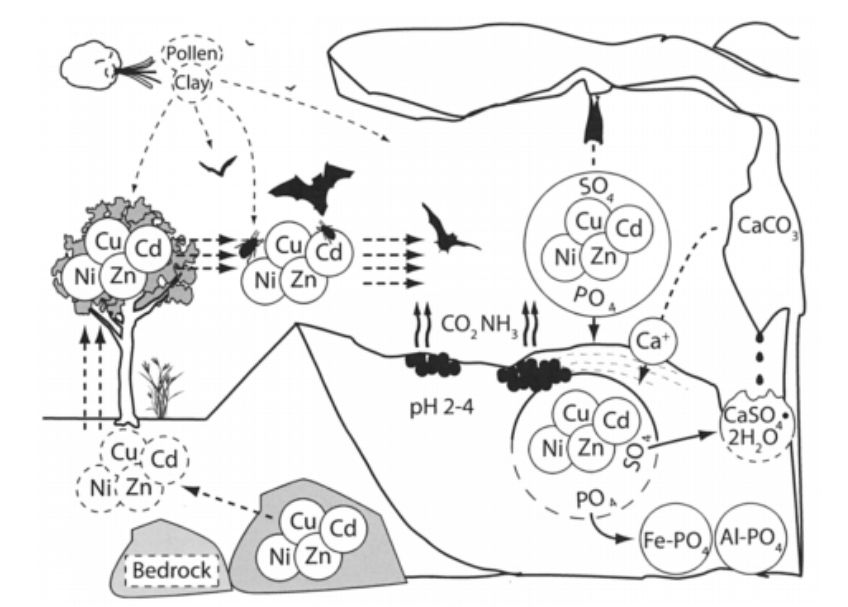 Pollen
Clay
Cu
Cd
Ni
Zn
Cu
Cd
Ni
Zn
SO₄
Cu
Cd
Ni
Zn
PO₄
CaCO₃
CO₂NH₃
Ca⁺
pH 2-4
Cu
Cd
Ni
Zn
SO₄
PO₄
CaSO₄•
2H₂O
Cu
Cd
Ni
Zn
Cu
Cd
Ni
Zn
Bedrock
Fe-PO₄
Al-PO₄